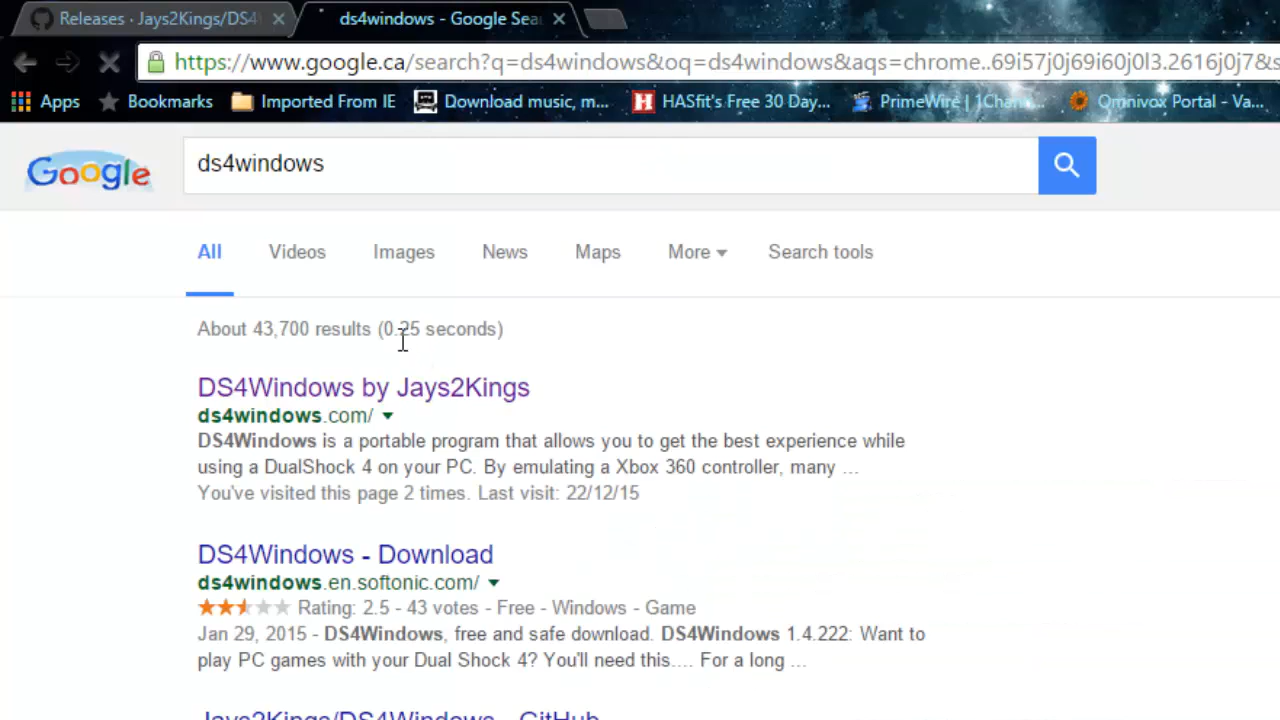 Releases · Jays2Kings/DS4
ds4windows - Google Sea
https://www.google.ca/search?q=ds4windows&oq=ds4windows&aqs=chrome..69i57j0j69i60j0l3.2616j0j7&s
Apps Bookmarks Imported From IE Download music, m... HASfit's Free 30 Day... PrimeWire | 1Chan... Omnivox Portal - Va...
Google
ds4windows
All Videos Images News Maps More Search tools
About 43,700 results (0.25 seconds)
DS4Windows by Jays2Kings
ds4windows.com/
DS4Windows is a portable program that allows you to get the best experience while
using a DualShock 4 on your PC. By emulating a Xbox 360 controller, many ...
You've visited this page 2 times. Last visit: 22/12/15
DS4Windows - Download
ds4windows.en.softonic.com/
Rating: 2.5 - 43 votes - Free - Windows - Game
Jan 29, 2015 - DS4Windows, free and safe download. DS4Windows 1.4.222: Want to
play PC games with your Dual Shock 4? You'll need this.... For a long ...
Jays2Kings/DS4Windows - GitHub